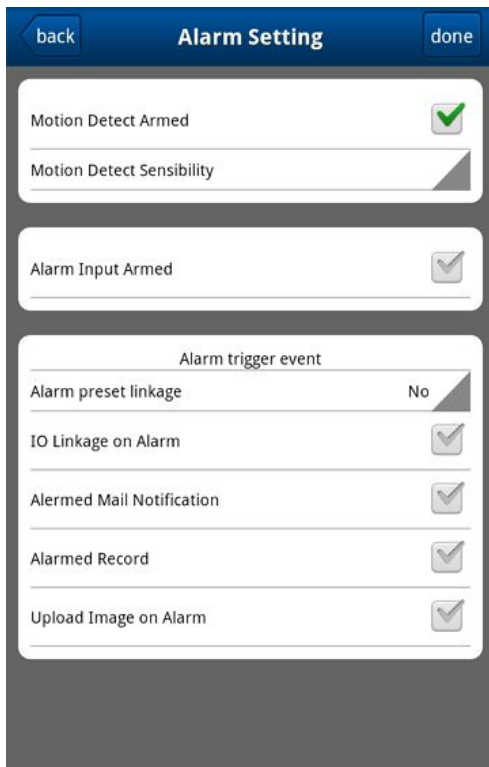 back Alarm Setting done
Motion Detect Armed
Motion Detect Sensibility
Alarm Input Armed
Alarm trigger event
Alarm preset linkage No
IO Linkage on Alarm
Alermed Mail Notification
Alarmed Record
Upload Image on Alarm